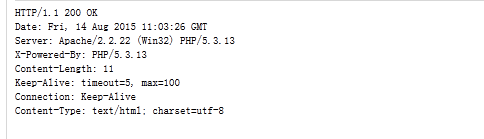 HTTP/1.1 200 OK
Date: Fri, 14 Aug 2015 11:03:26 GMT
Server: Apache/2.2.22 (Win32) PHP/5.3.13
X-Powered-By: PHP/5.3.13
Content-Length: 11
Keep-Alive: timeout=5, max=100
Connection: Keep-Alive
Content-Type: text/html; charset=utf-8